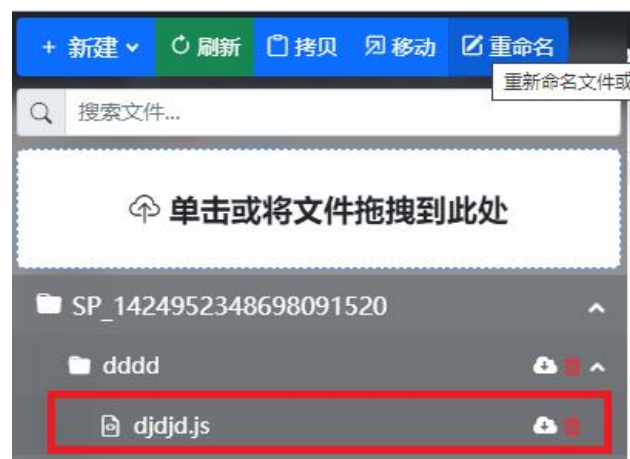 + 新建 刷新 拷贝 移动 重命名
重新命名文件或
搜索文件...
单击或将文件拖拽到此处
SP_1424952348698091520
dddd
djdjd.js